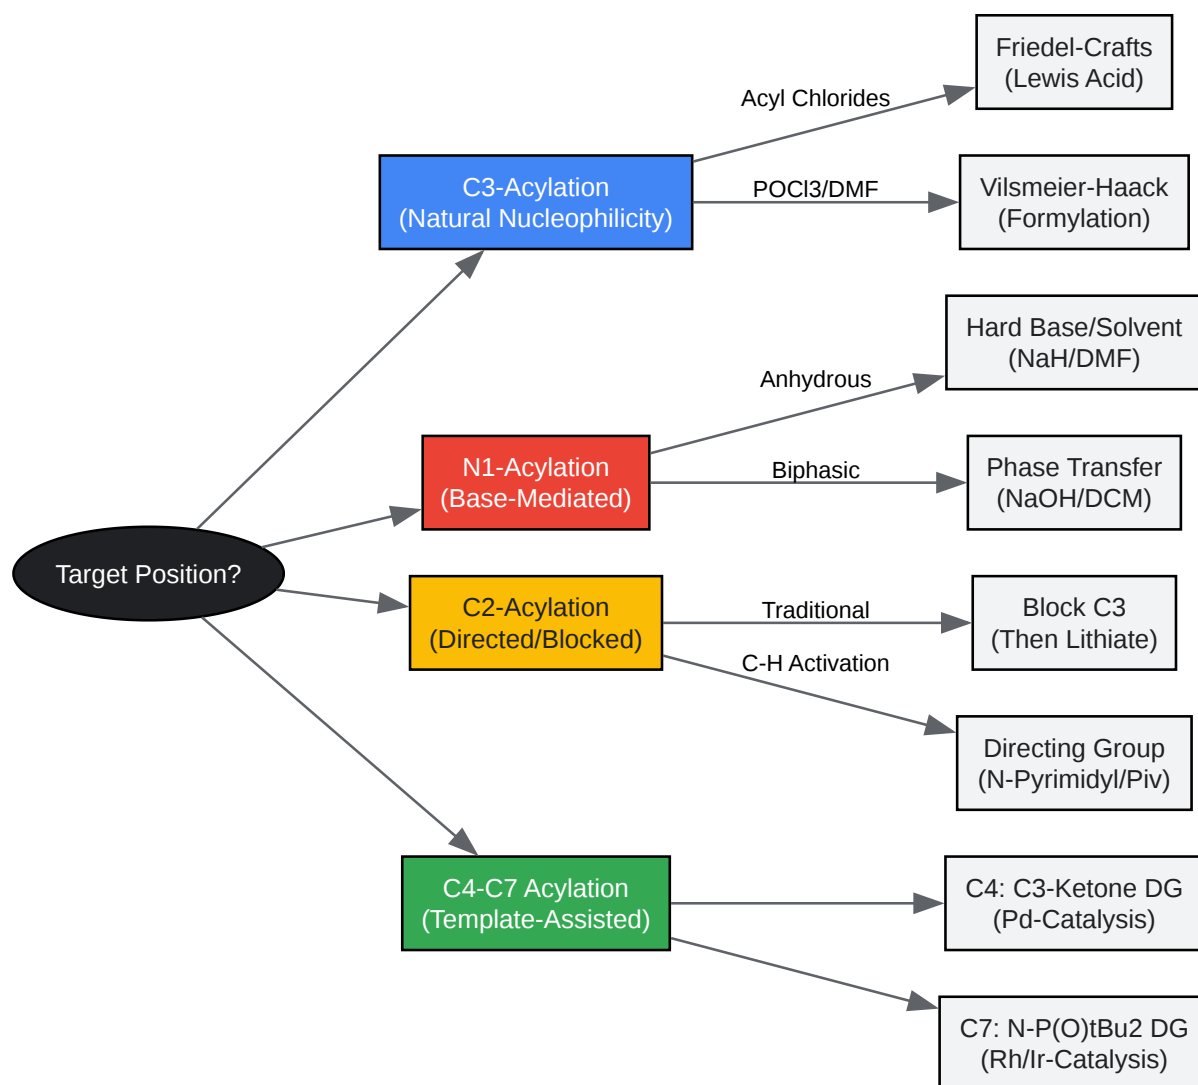 Friedel-Crafts
(Lewis Acid)
Acyl Chlorides
C3-Acylation
(Natural Nucleophilicity)
POCl3/DMF
Vilsmeier-Haack
(Formylation)
Hard Base/Solvent
(NaH/DMF)
Anhydrous
N1-Acylation
(Base-Mediated)
Biphasic
Phase Transfer
(NaOH/DCM)
Target Position?
C2-Acylation
(Directed/Blocked)
Traditional
Block C3
(Then Lithiate)
C-H Activation
Directing Group
(N-Pyrimidyl/Piv)
C4-C7 Acylation
(Template-Assisted)
C4: C3-Ketone DG
(Pd-Catalysis)
C7: N-P(O)tBu2 DG
(Rh/Ir-Catalysis)